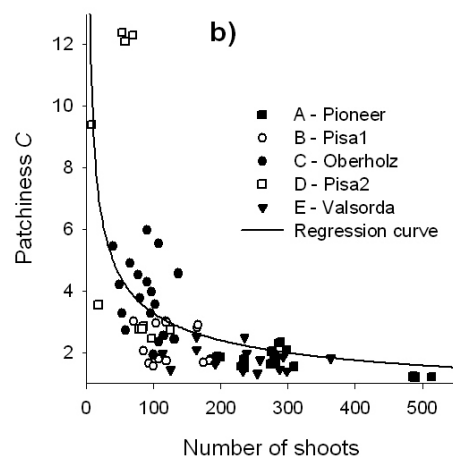 b)
12
10
8
6
4
2
Patchiness C
A - Pioneer
B - Pisa1
C - Oberholz
D - Pisa2
E - Valsorda
Regression curve
0 100 200 300 400 500
Number of shoots